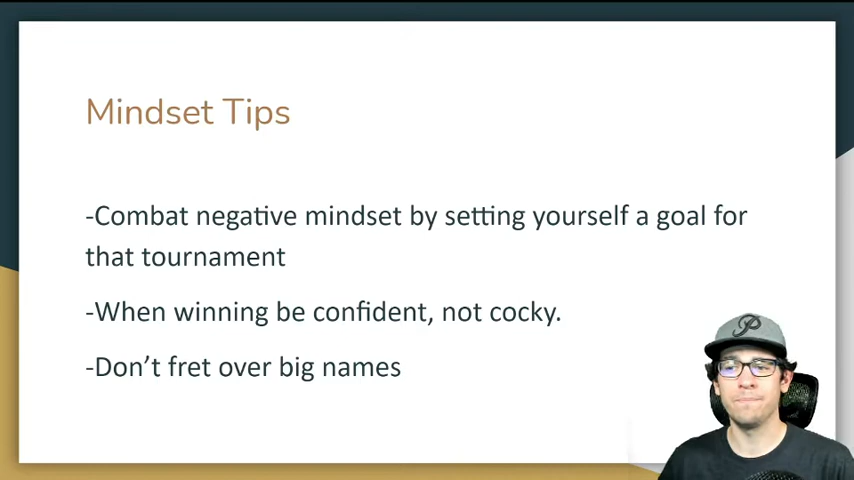 Mindset Tips
-Combat negative mindset by setting yourself a goal for
that tournament
-When winning be confident, not cocky.
-Don’t fret over big names
P